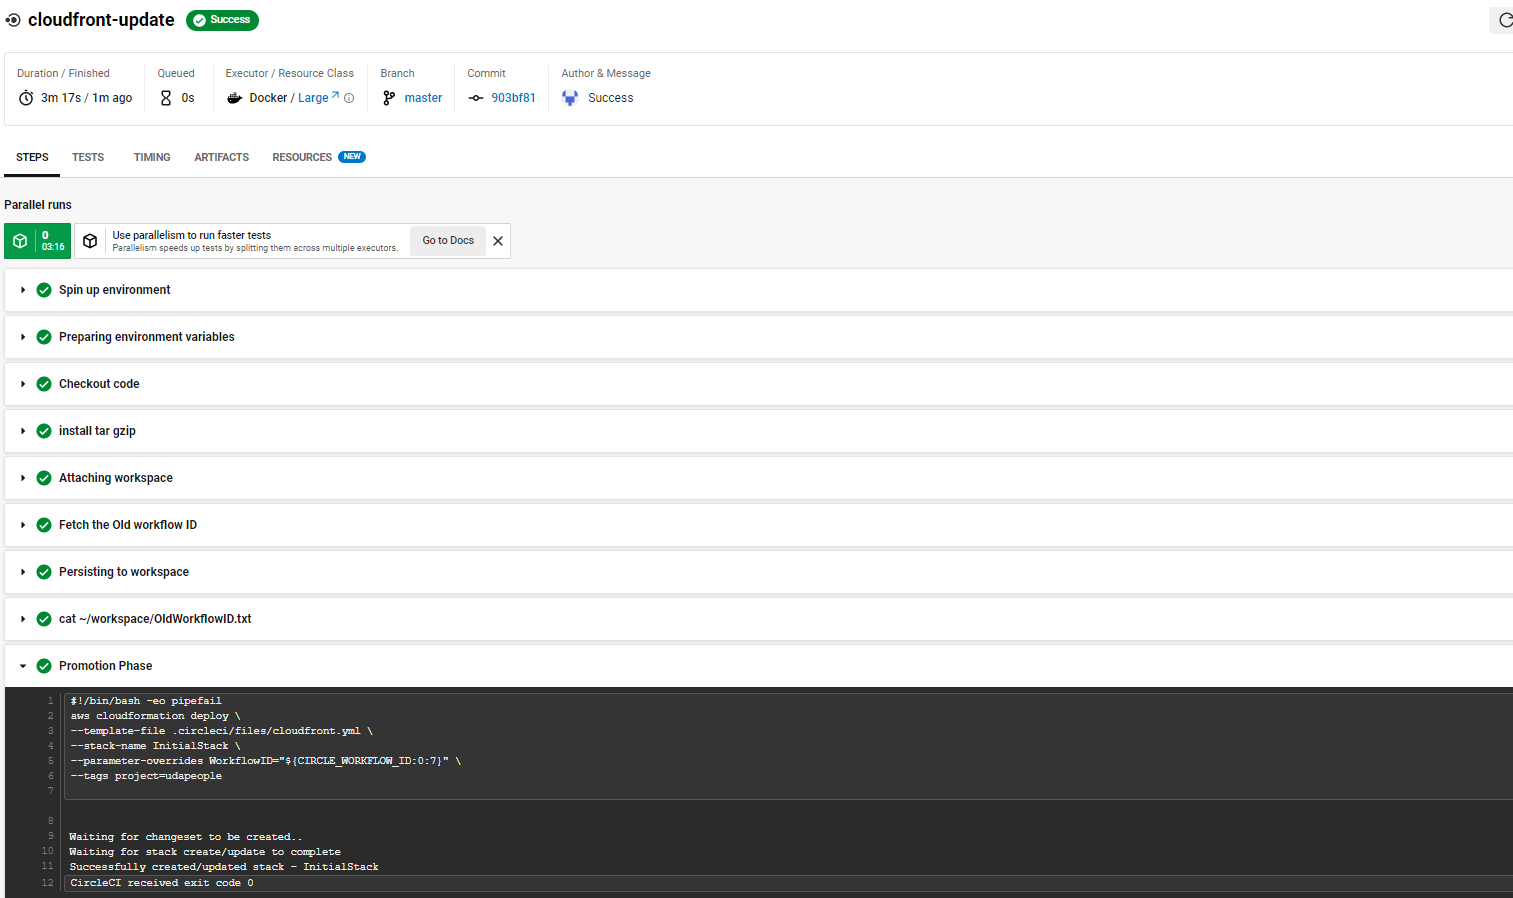 cloudfront-update Success
Duration / Finished Queued Executor / Resource Class Branch Commit Author & Message
3m 17s / 1m ago 0s Docker / Large master 903bf81 Success
STEPS TESTS TIMING ARTIFACTS RESOURCES NEW
Parallel runs
0
03:16
Use parallelism to run faster tests
Parallelism speeds up tests by splitting them across multiple executors.
Go to Docs
Spin up environment
Preparing environment variables
Checkout code
install tar gzip
Attaching workspace
Fetch the Old workflow ID
Persisting to workspace
cat ~/workspace/OldWorkflowID.txt
Promotion Phase
1 #!/bin/bash -eo pipefail
2 aws cloudformation deploy \
3 --template-file .circleci/files/cloudfront.yml \
4 --stack-name InitialStack \
5 --parameter-overrides WorkflowID="${CIRCLE_WORKFLOW_ID:0:7}" \
6 --tags project=udapeople
7
8
9 Waiting for changeset to be created..
10 Waiting for stack create/update to complete
11 Successfully created/updated stack - InitialStack
12 CircleCI received exit code 0